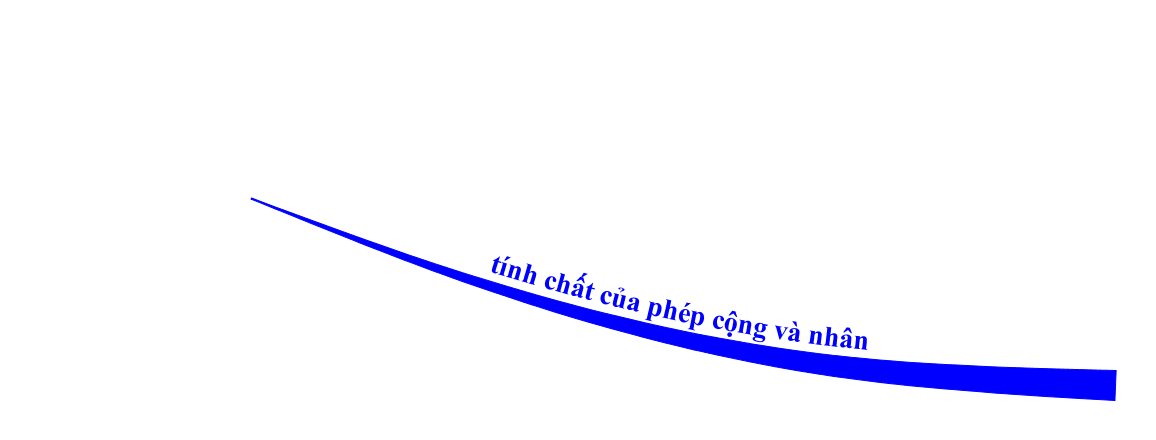 tính chất của phép cộng và nhân